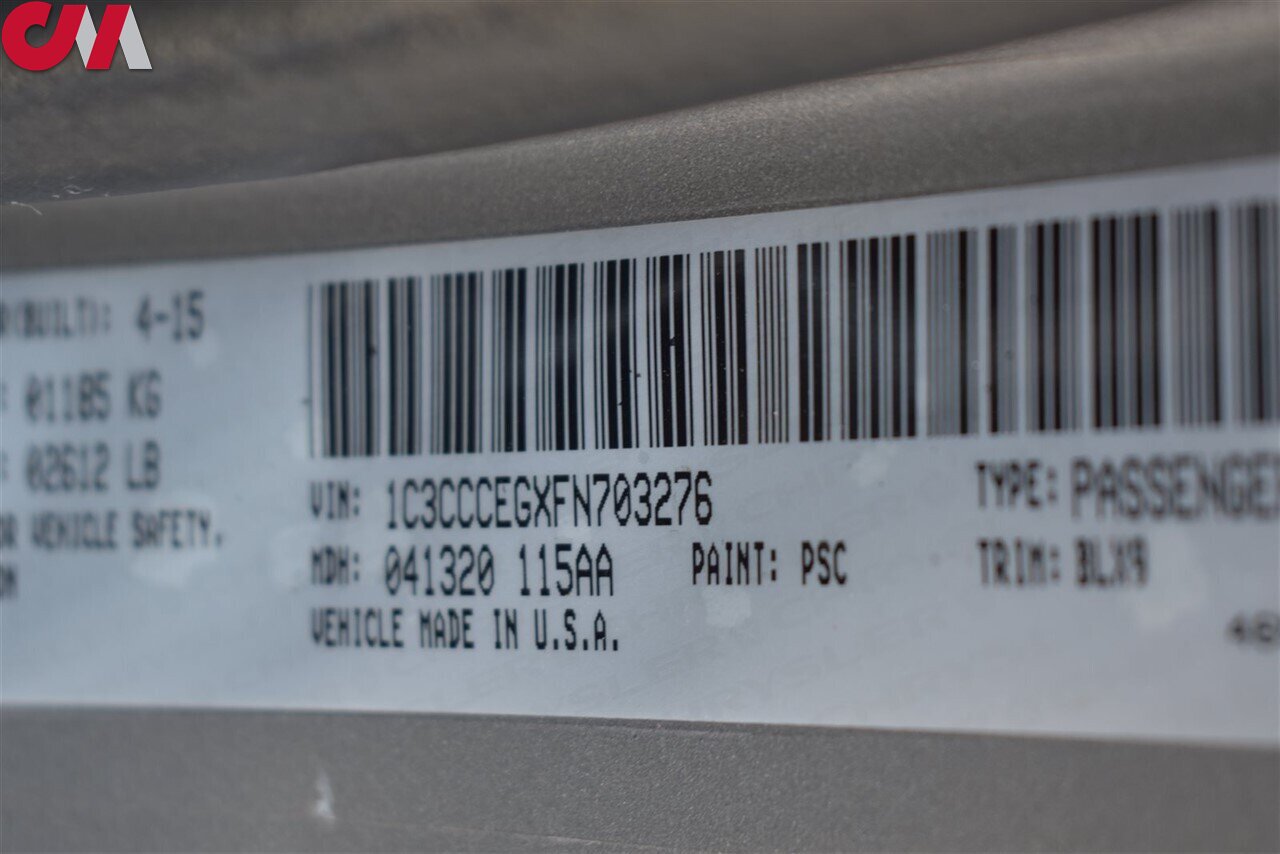 CM
(BUILT): 4-15
: 01185 KG
: 02612 LB
VEHICLE SAFETY.
VIN: 1C3CCCEGXFN703276
MDH: 041320 115AA
PAINT: PSC
VEHICLE MADE IN U.S.A.
TYPE: PASSENGE
TRIM: BLX9